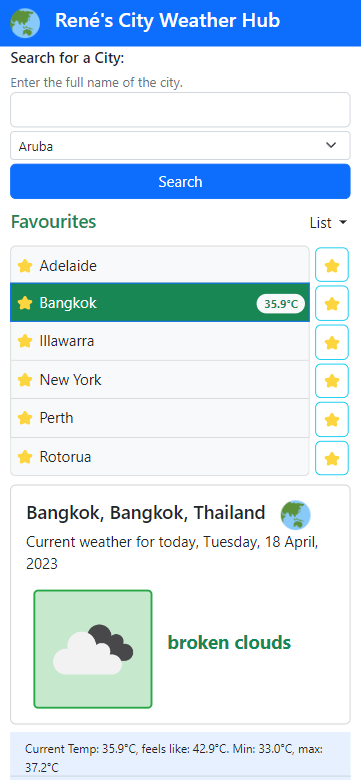 René's City Weather Hub
Search for a City:
Enter the full name of the city.
Aruba
Search
Favourites
List
Adelaide
Bangkok
35.9°C
Illawarra
New York
Perth
Rotorua
Bangkok, Bangkok, Thailand
Current weather for today, Tuesday, 18 April,
2023
broken clouds
Current Temp: 35.9°C, feels like: 42.9°C. Min: 33.0°C, max:
37.2°C